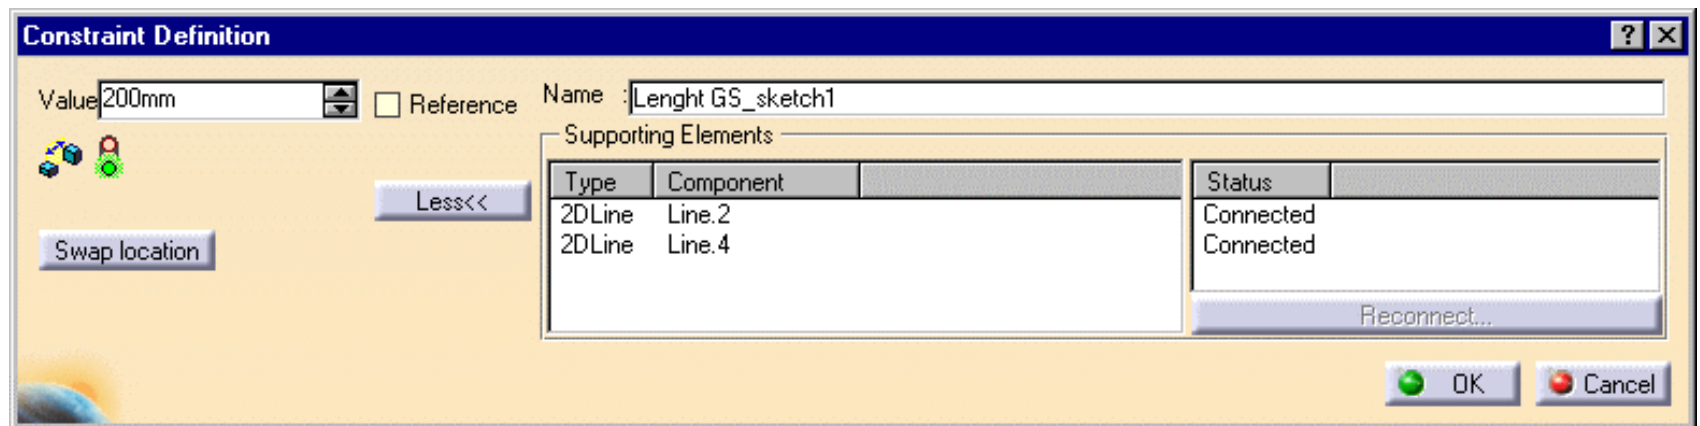 Constraint Definition ?
Value 200mm Reference Name : Lenght GS_sketch1
Supporting Elements
Type Component Status
Less<<
2DLine Line.2 Connected
2DLine Line.4 Connected
Swap location
Reconnect...
OK Cancel